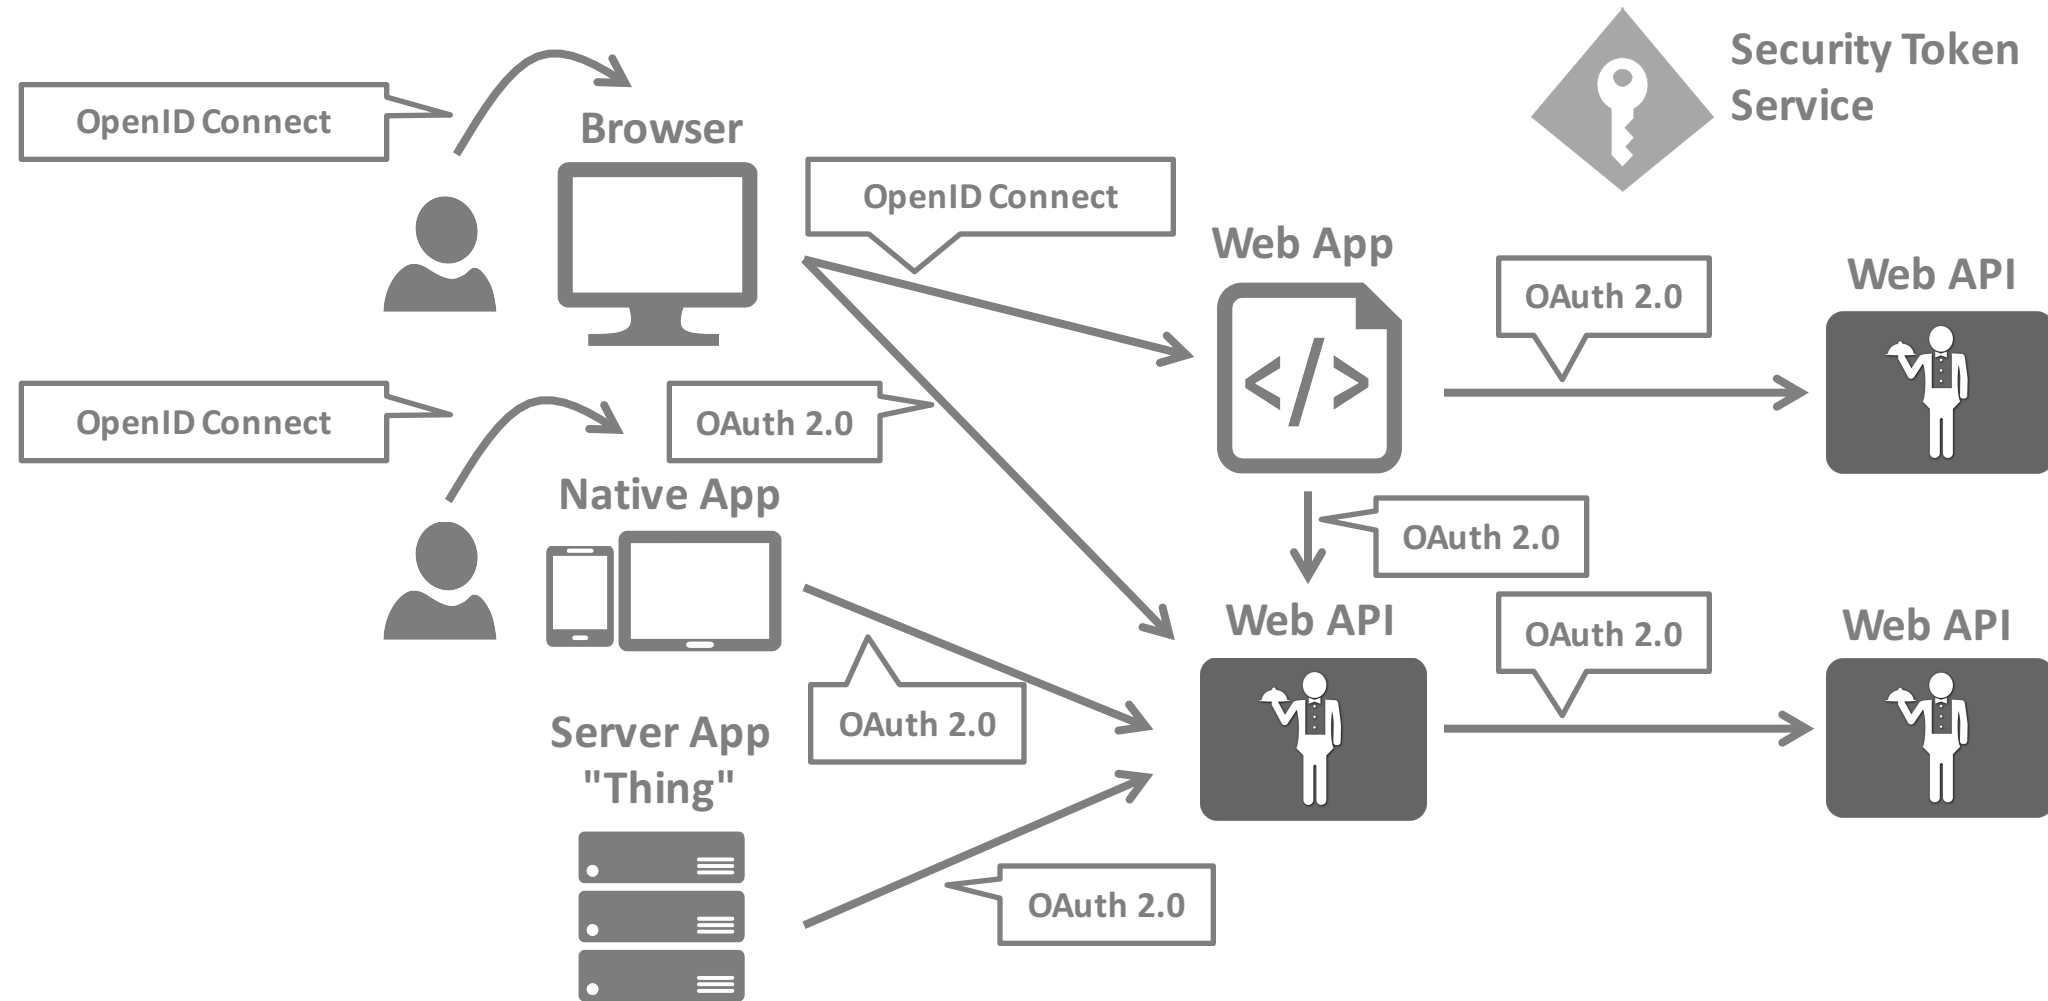 Security Token
Service
OpenID Connect
Browser
OpenID Connect
Web App
OAuth 2.0
Web API
OpenID Connect
OAuth 2.0
Native App
OAuth 2.0
Web API
OAuth 2.0
Web API
OAuth 2.0
Server App
"Thing"
OAuth 2.0